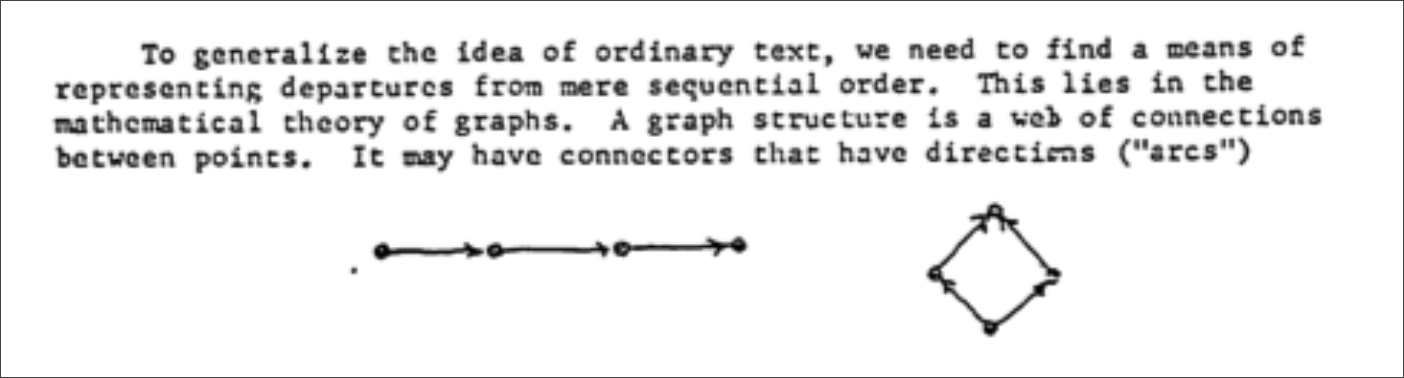 To generalize the idea of ordinary text, we need to find a means of
representing departures from mere sequential order. This lies in the
mathematical theory of graphs. A graph structure is a web of connections
between points. It may have connectors that have directions ("arcs")